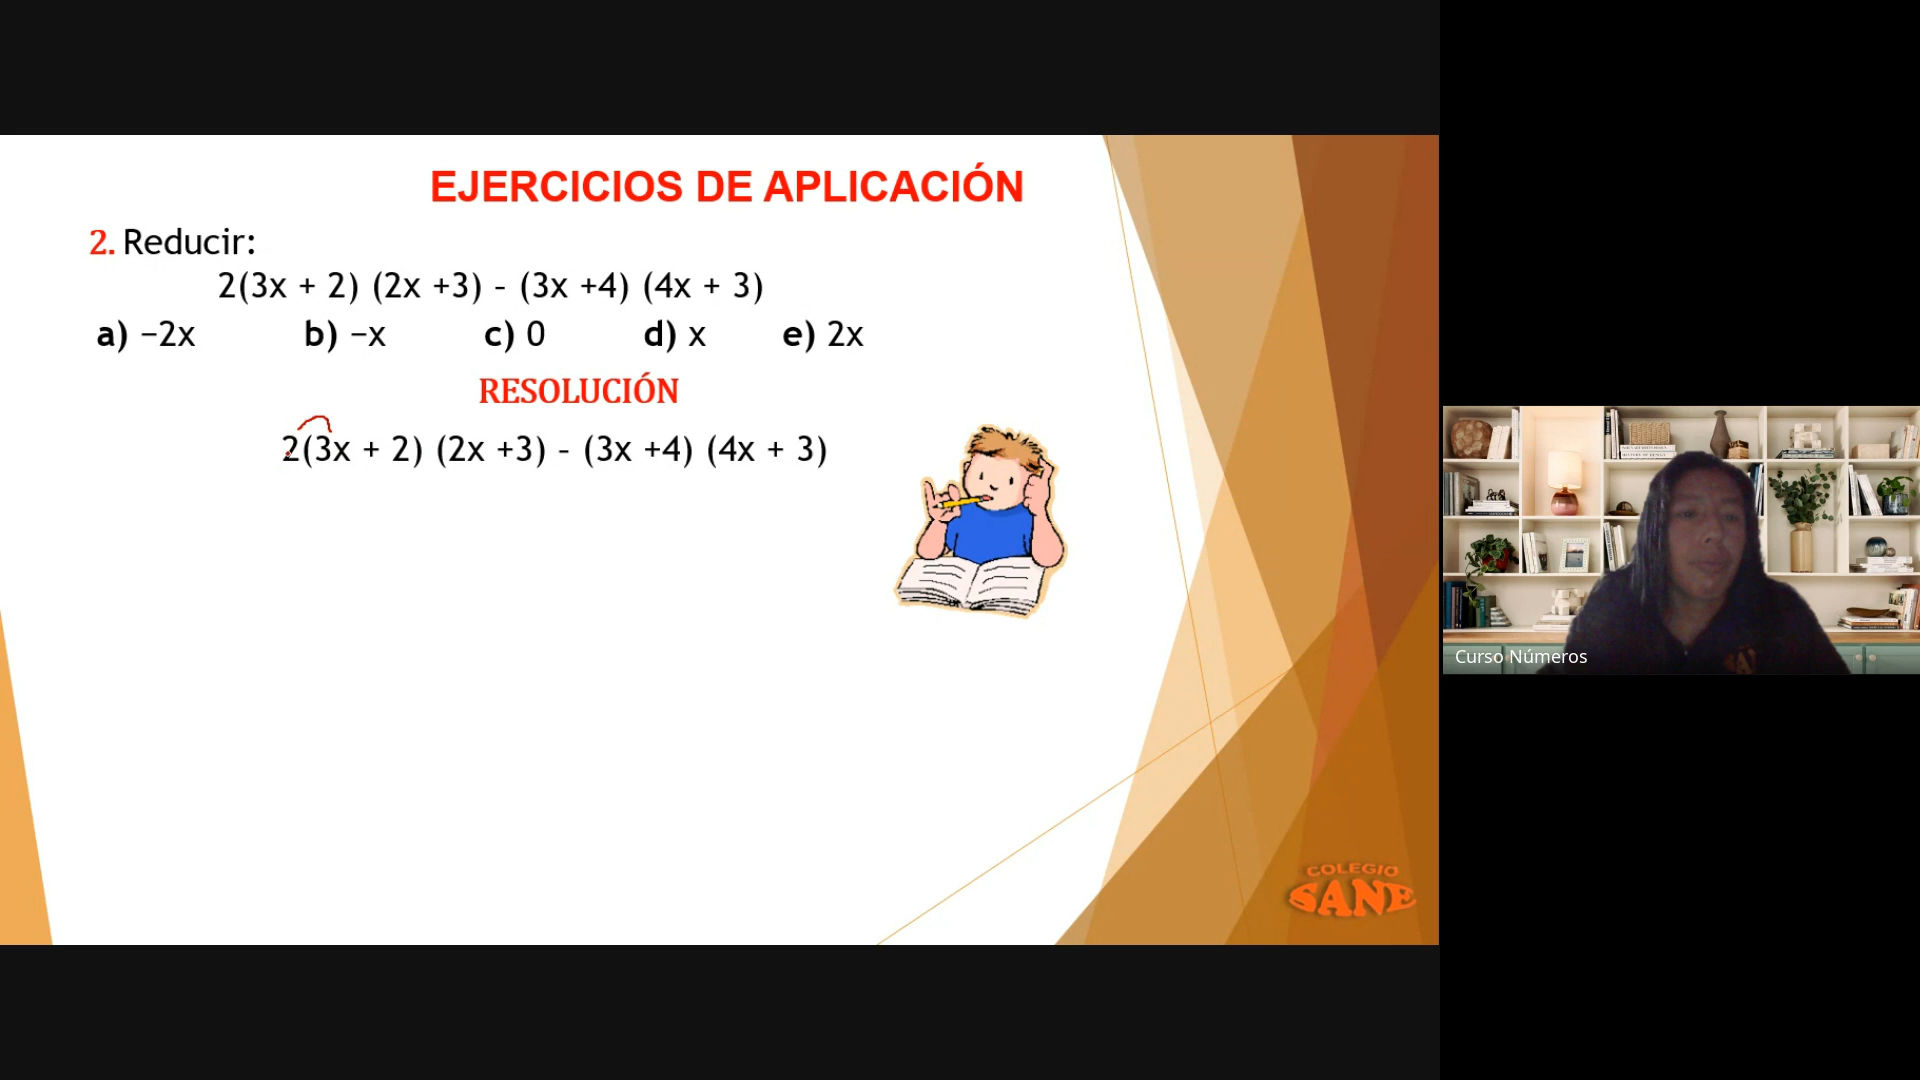 EJERCICIOS DE APLICACIÓN
2. Reducir:
2(3x + 2) (2x +3) - (3x +4) (4x + 3)
a) −2x b) −x c) 0 d) x e) 2x
RESOLUCIÓN
2(3x + 2) (2x +3) - (3x +4) (4x + 3)
Curso Números
COLEGIO
SANE